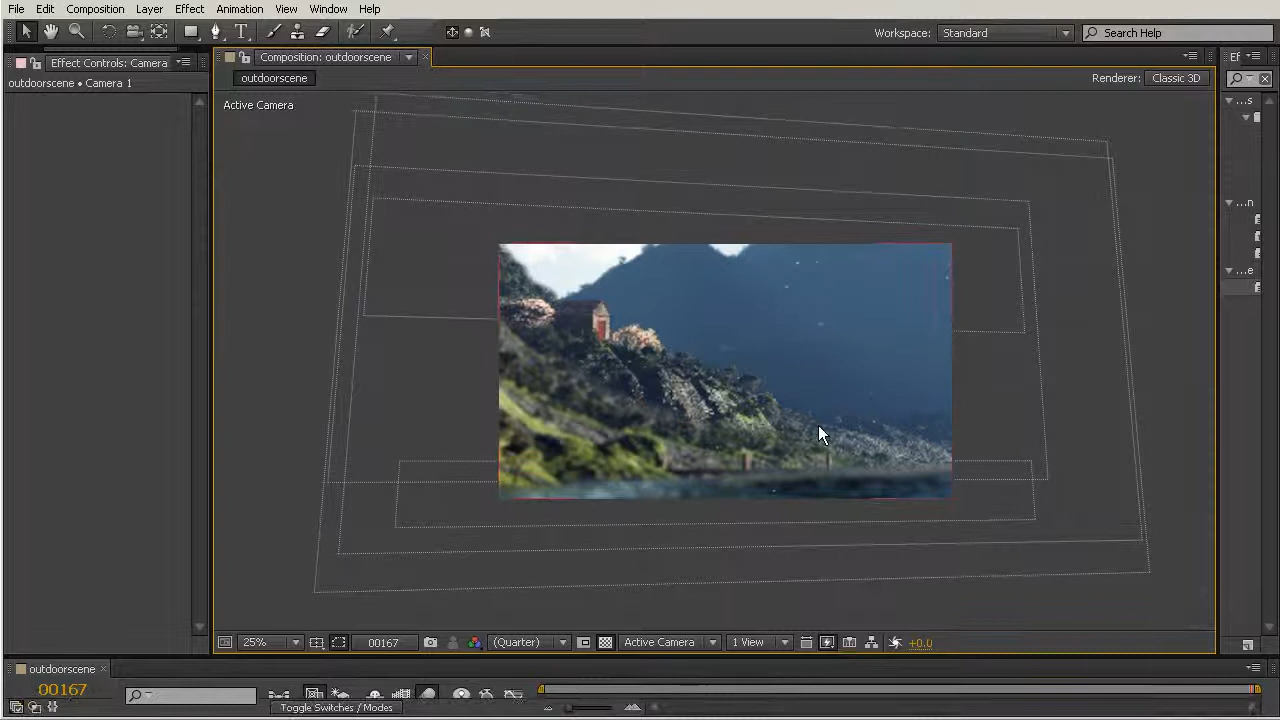 File Edit Composition Layer Effect Animation View Window Help
Workspace: Standard Search Help
Effect Controls: Camera Composition: outdoorscene Ef
outdoorscene • Camera 1 outdoorscene Renderer: Classic 3D
Active Camera
...s
...n
...e
25% 00167 (Quarter) Active Camera 1 View +0.0
outdoorscene
00167
Toggle Switches / Modes